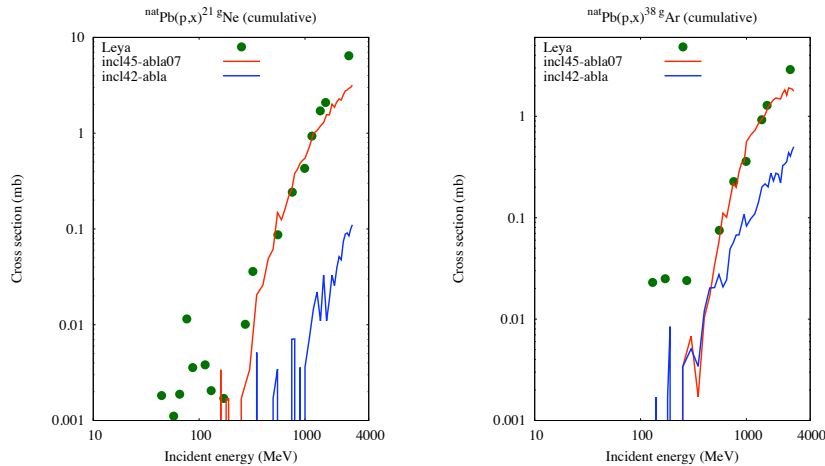 natPb(p,x)21 gNe (cumulative)
Leya
incl45-abla07
incl42-abla
10
1
0.1
0.01
0.001
Cross section (mb)
10
100
1000
4000
Incident energy (MeV)
natPb(p,x)38 gAr (cumulative)
Leya
incl45-abla07
incl42-abla
1
0.1
0.01
0.001
Cross section (mb)
10
100
1000
4000
Incident energy (MeV)